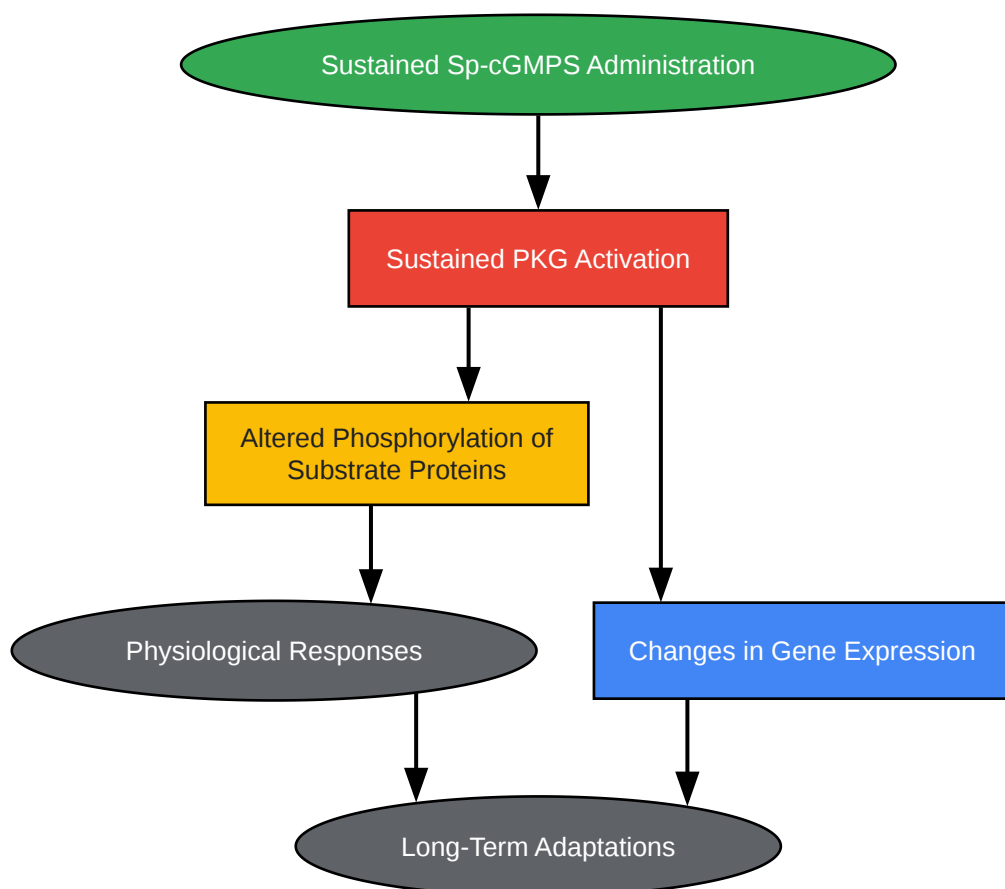 Sustained Sp-cGMPS Administration
Sustained PKG Activation
Altered Phosphorylation of
Substrate Proteins
Physiological Responses
Changes in Gene Expression
Long-Term Adaptations